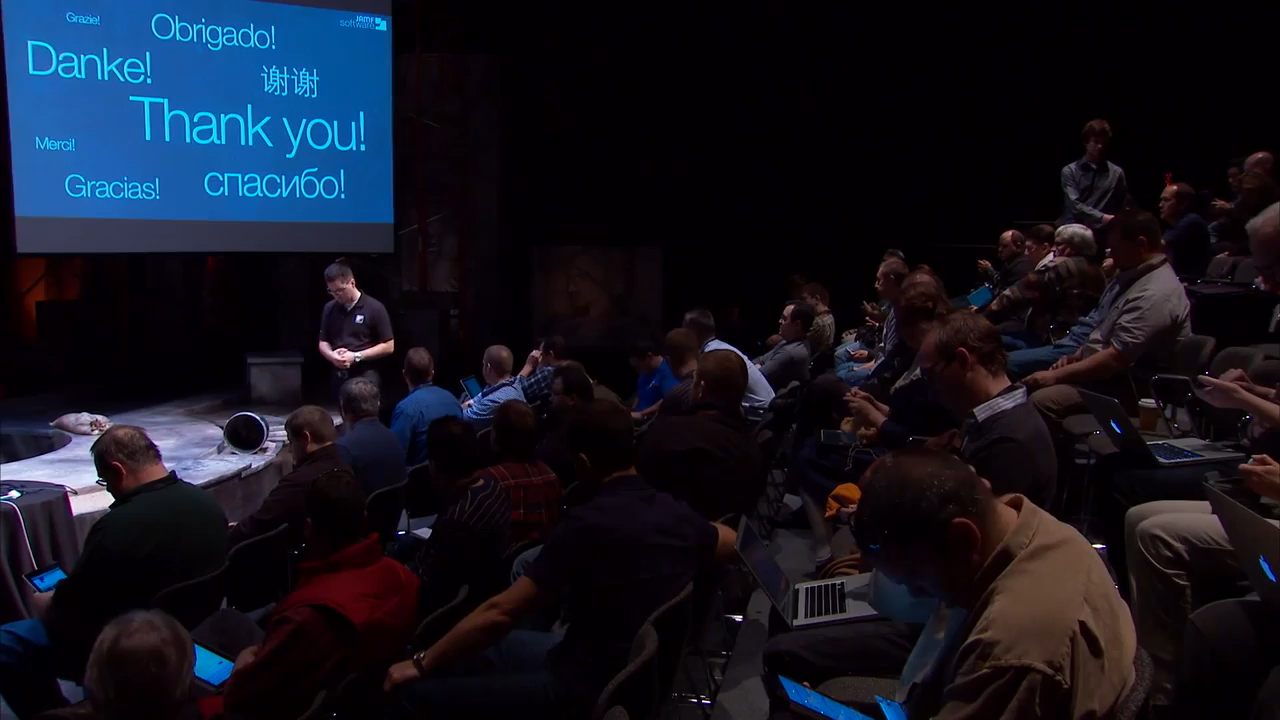 Grazie!
Obrigado!
JAMF
software
Danke!
谢谢
Thank you!
Merci!
Gracias!
спасибо!